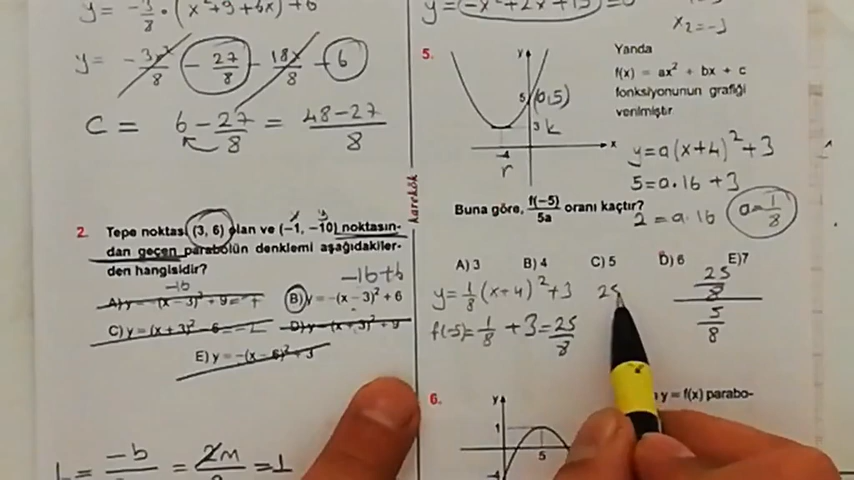 y = -3/8 · (x²+9+6x)+6
y = -3x²/8 - 27/8 - 18x/8 + 6
C = 6 - 27/8 = 48-27/8
2. Tepe noktası (3, 6) olan ve (-1, -10) noktasın-
dan geçen parabolün denklemi aşağıdakiler-
den hangisidir?
-16
-16+6
A) y = -(x - 3)² + 9
B) y = -(x - 3)² + 6
C) y = (x + 3)² - 6
D) y = (x + 3)² + 9
E) y = -(x - 6)² + 3
-b = 2m = 1
karekök
x₂=-1
5.
y
5 (0,5)
3 k
x
-4
r
Yanda
f(x) = ax² + bx + c
fonksiyonunun grafiği
verilmiştir
y=a(x+4)²+3
5=a.16+3
2=a.16
a=1/8
Buna göre, f(-5)/5a oranı kaçtır?
A) 3 B) 4 C) 5 D) 6 E)7
y=1/8(x+4)²+3
f(-5)=1/8+3=25/8
25
25/8
5/8
6.
y
1
5
y = f(x) parabo-